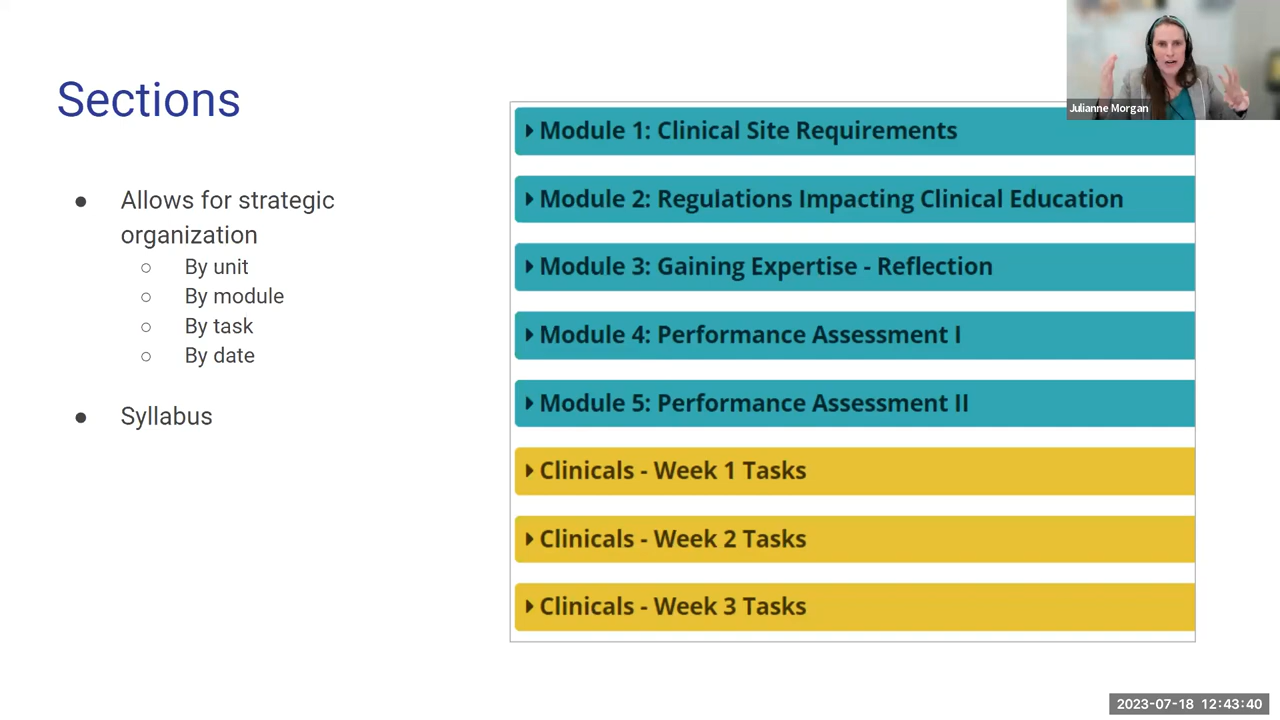 Sections
Allows for strategic
organization
By unit
By module
By task
By date
Syllabus
Module 1: Clinical Site Requirements
Module 2: Regulations Impacting Clinical Education
Module 3: Gaining Expertise - Reflection
Module 4: Performance Assessment I
Module 5: Performance Assessment II
Clinicals - Week 1 Tasks
Clinicals - Week 2 Tasks
Clinicals - Week 3 Tasks
Julianne Morgan
2023-07-18 12:43:40